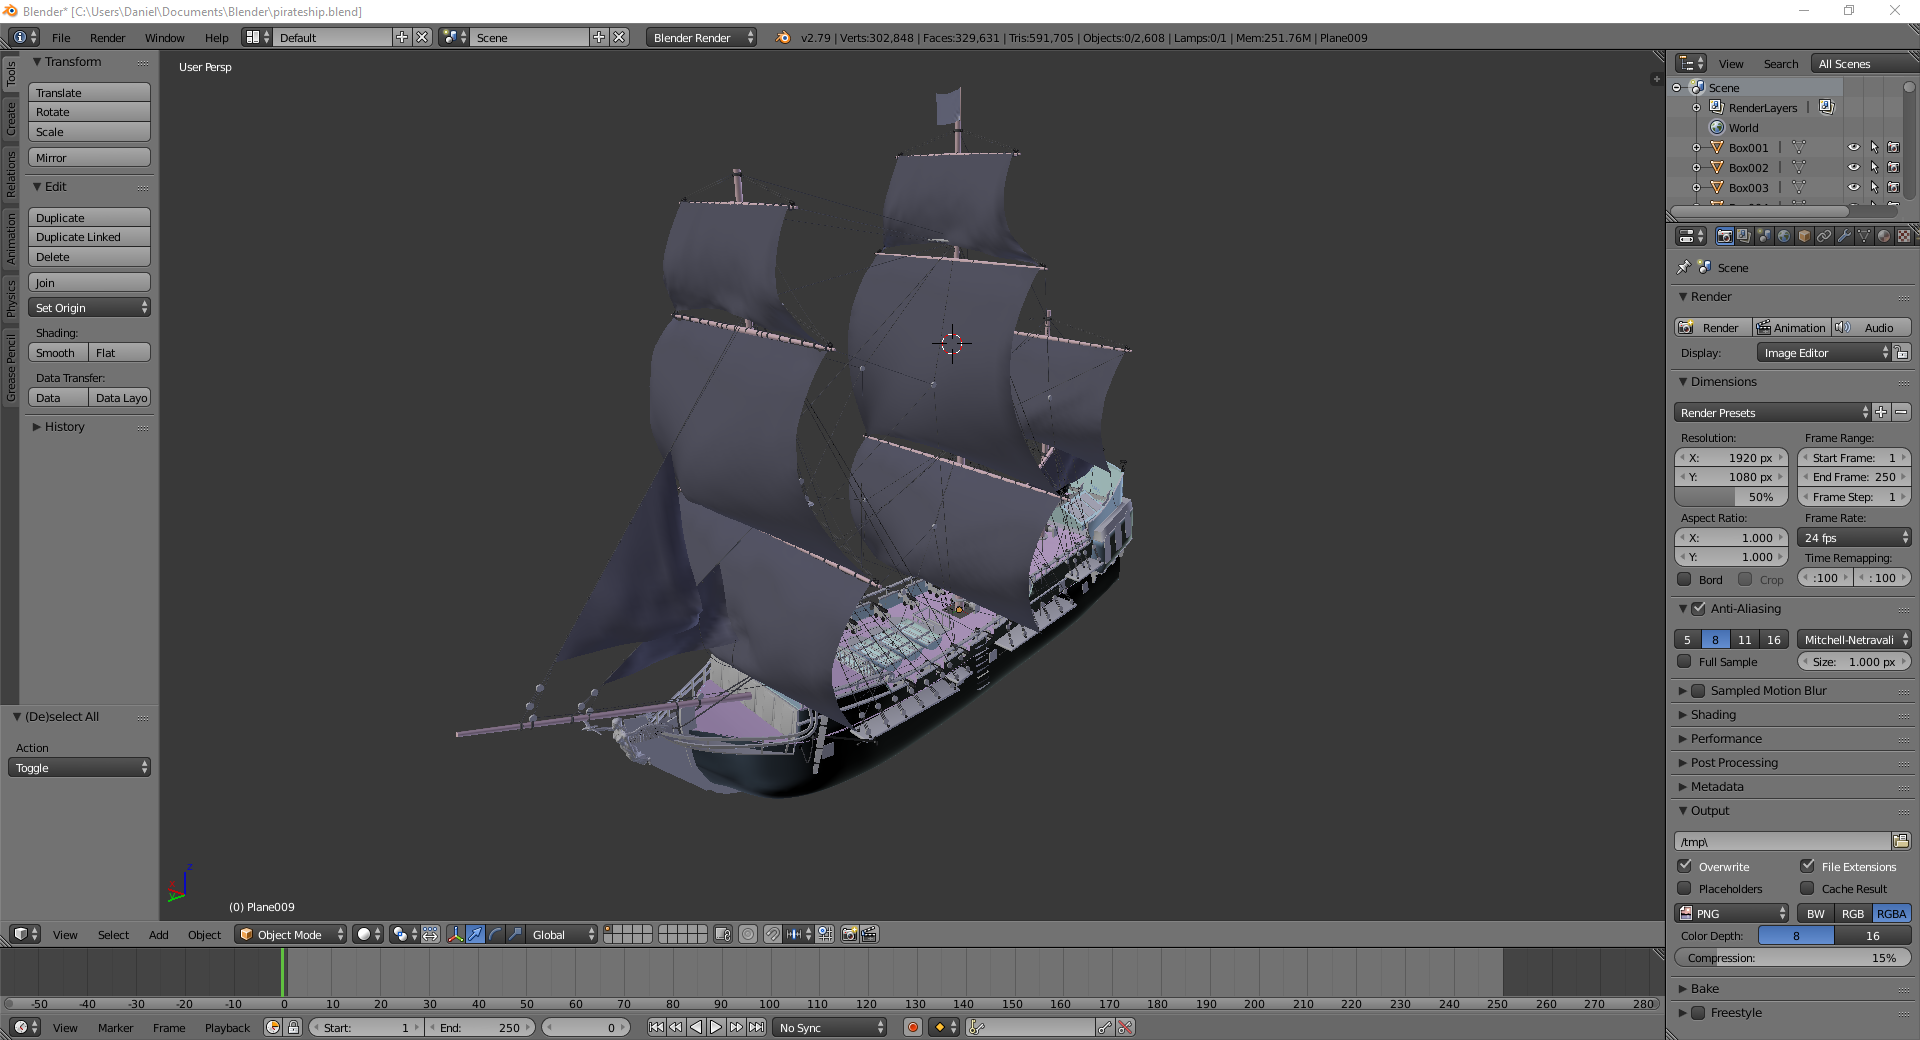 Blender* [C:\Users\Daniel\Documents\Blender\pirateship.blend]
File Render Window Help Default Scene Blender Render v2.79 | Verts:302,848 | Faces:329,631 | Tris:591,705 | Objects:0/2,608 | Lamps:0/1 | Mem:251.76M | Plane009
Tools
Create
Relations
Animation
Physics
Grease Pencil
Transform
Translate
Rotate
Scale
Mirror
Edit
Duplicate
Duplicate Linked
Delete
Join
Set Origin
Shading:
Smooth Flat
Data Transfer:
Data Data Layo
History
(De)select All
Action
Toggle
User Persp
z
(0) Plane009
View Select Add Object Object Mode Global
-50 -40 -30 -20 -10 0 10 20 30 40 50 60 70 80 90 100 110 120 130 140 150 160 170 180 190 200 210 220 230 240 250 260 270 280
View Marker Frame Playback Start: 1 End: 250 0 No Sync
View Search All Scenes
Scene
RenderLayers |
World
Box001 |
Box002 |
Box003 |
Scene
Render
Render Animation Audio
Display: Image Editor
Dimensions
Render Presets
Resolution: Frame Range:
X: 1920 px Start Frame: 1
Y: 1080 px End Frame: 250
50% Frame Step: 1
Aspect Ratio: Frame Rate:
X: 1.000 24 fps
Y: 1.000 Time Remapping:
Bord Crop :100 : 100
Anti-Aliasing
5 8 11 16 Mitchell-Netravali
Full Sample Size: 1.000 px
Sampled Motion Blur
Shading
Performance
Post Processing
Metadata
Output
/tmp\
Overwrite File Extensions
Placeholders Cache Result
PNG BW RGB RGBA
Color Depth: 8 16
Compression: 15%
Bake
Freestyle